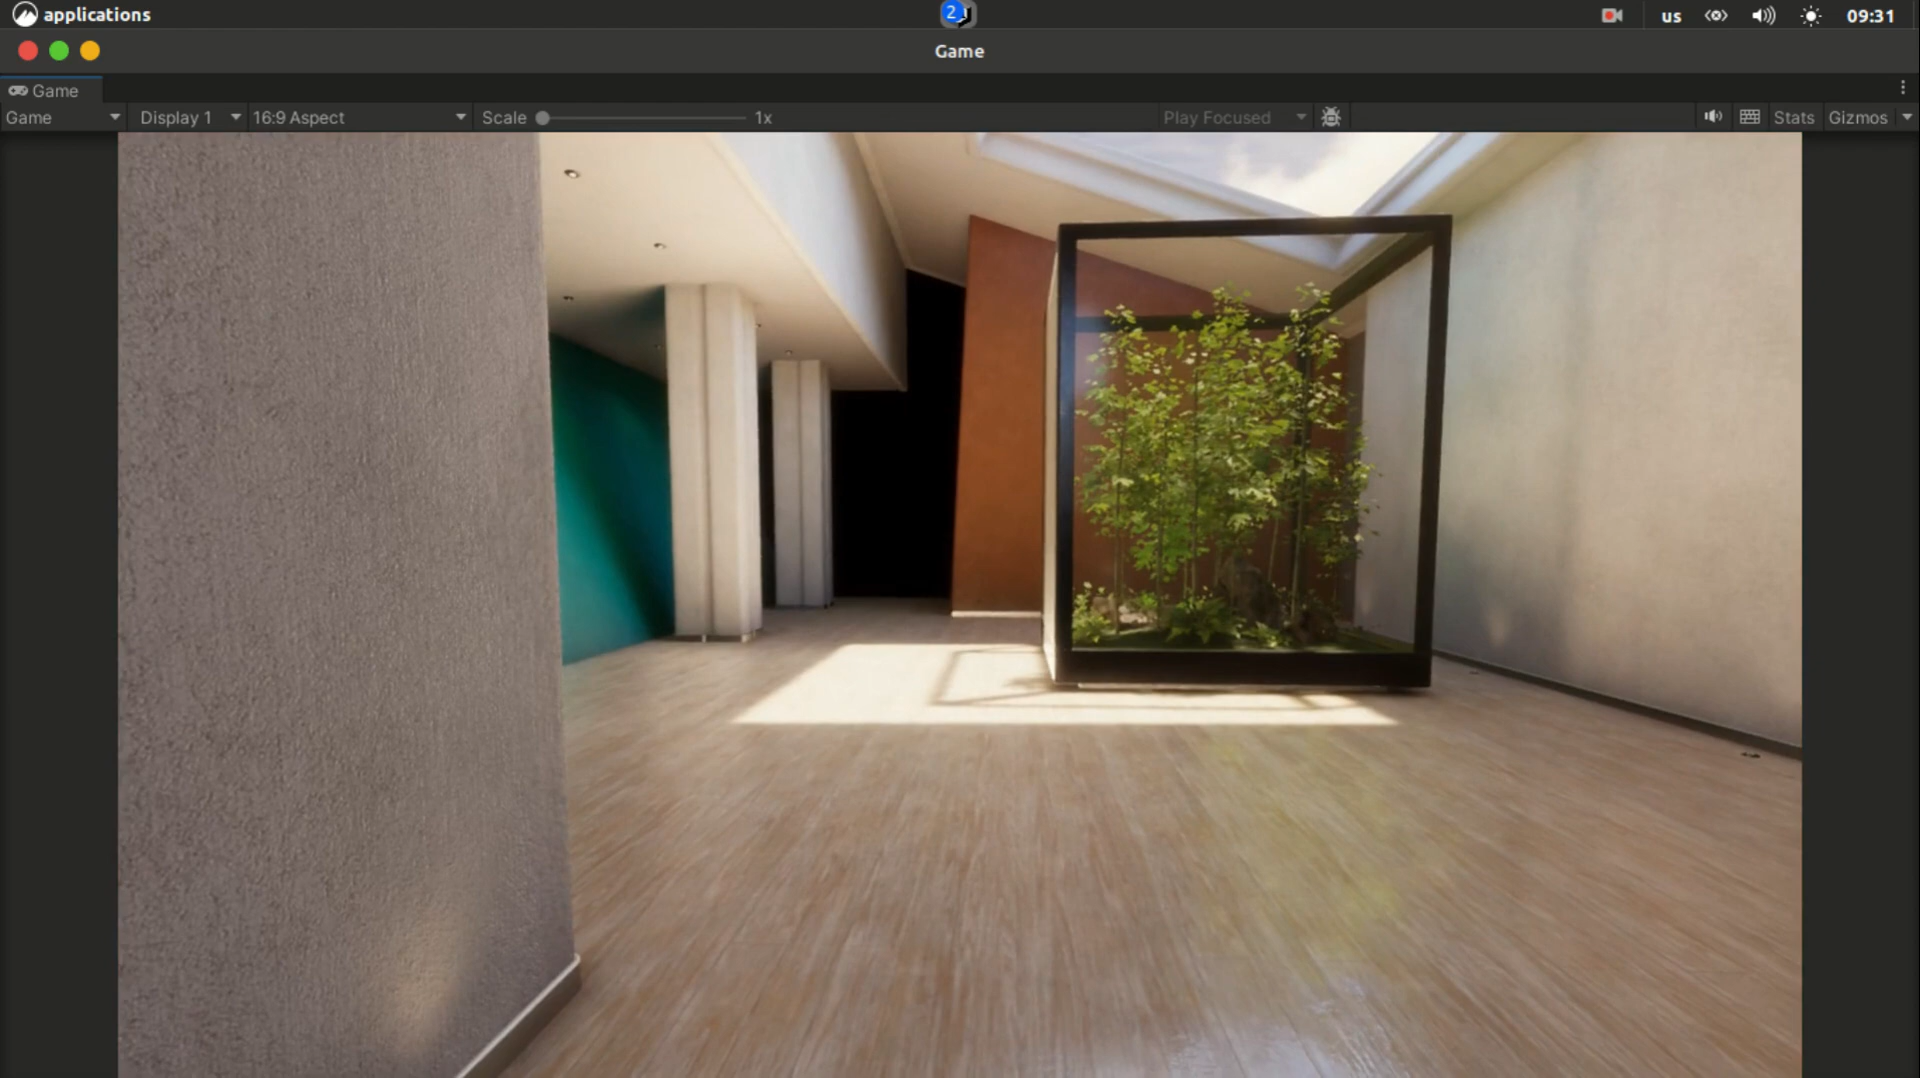 applications
2
us
09:31
Game
Game
Game
Display 1
16:9 Aspect
Scale
1x
Play Focused
Stats
Gizmos